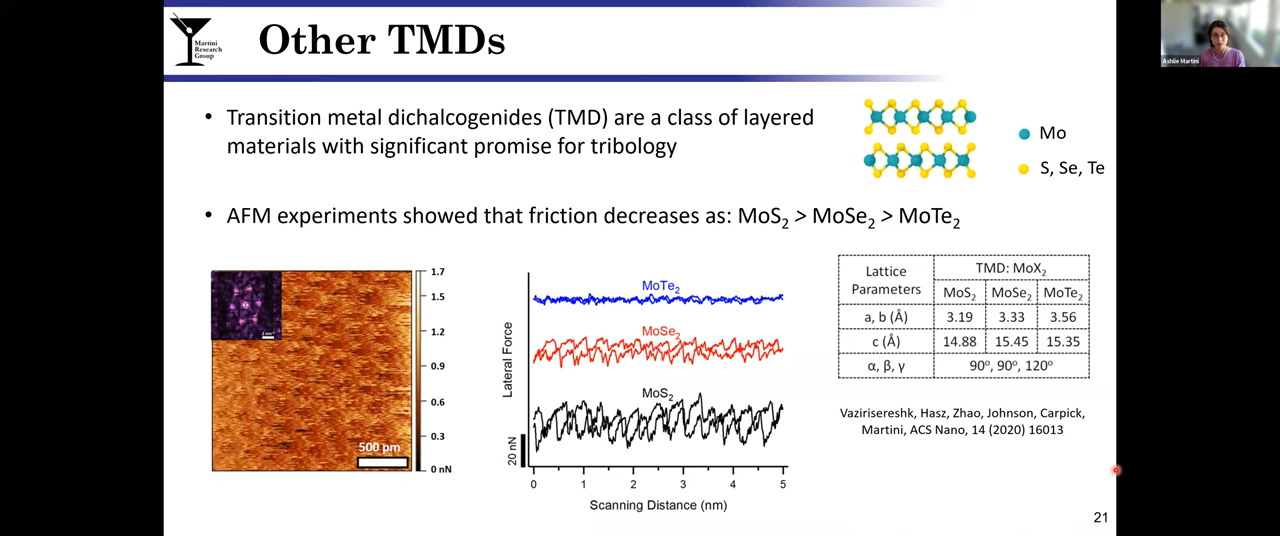 Martini
Research
Group
Other TMDs
Ashlie Martini
• Transition metal dichalcogenides (TMD) are a class of layered
materials with significant promise for tribology
Mo
S, Se, Te
• AFM experiments showed that friction decreases as: MoS₂ > MoSe₂ > MoTe₂
1.7
1.5
1.2
0.9
0.6
0.3
0 nN
500 pm
Lateral Force
20 nN
MoTe₂
MoSe₂
MoS₂
0 1 2 3 4 5
Scanning Distance (nm)
Lattice Parameters TMD: MoX₂
MoS₂ MoSe₂ MoTe₂
a, b (Å) 3.19 3.33 3.56
c (Å) 14.88 15.45 15.35
α, β, γ 90°, 90°, 120°
Vazirisereshk, Hasz, Zhao, Johnson, Carpick,
Martini, ACS Nano, 14 (2020) 16013
21